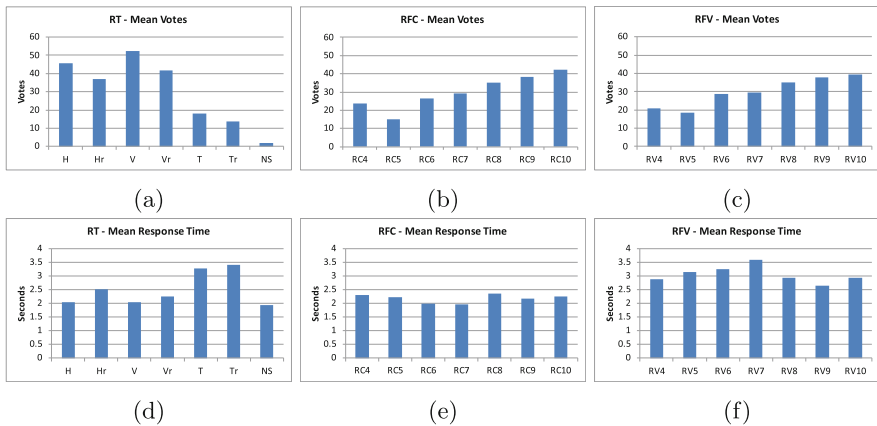 RT - Mean Votes
Votes
60
50
40
30
20
10
0
H Hr V Vr T Tr NS
(a)
RFC - Mean Votes
Votes
60
50
40
30
20
10
0
RC4 RC5 RC6 RC7 RC8 RC9 RC10
(b)
RFV - Mean Votes
Votes
60
50
40
30
20
10
0
RV4 RV5 RV6 RV7 RV8 RV9 RV10
(c)
RT - Mean Response Time
Seconds
4
3.5
3
2.5
2
1.5
1
0.5
0
H Hr V Vr T Tr NS
(d)
RFC - Mean Response Time
Seconds
4
3.5
3
2.5
2
1.5
1
0.5
0
RC4 RC5 RC6 RC7 RC8 RC9 RC10
(e)
RFV - Mean Response Time
Seconds
4
3.5
3
2.5
2
1.5
1
0.5
0
RV4 RV5 RV6 RV7 RV8 RV9 RV10
(f)